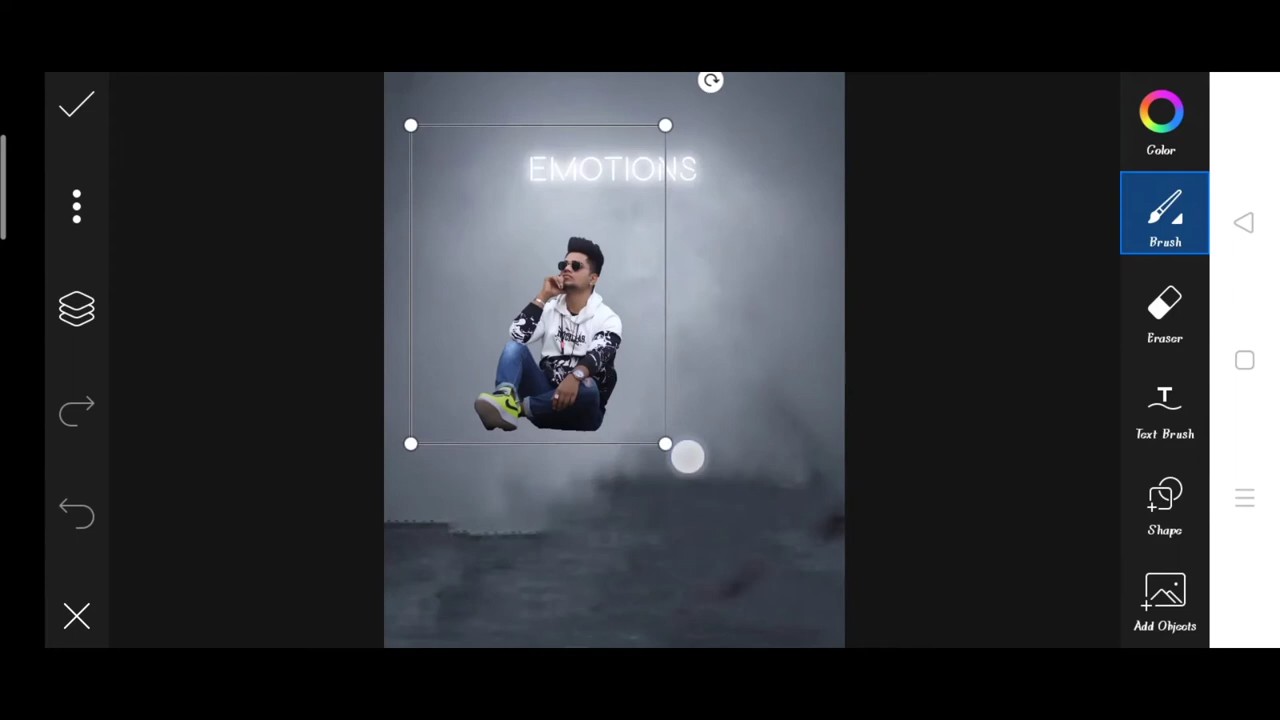 EMOTIONS
Color
Brush
Eraser
Text Brush
Shape
Add Objects